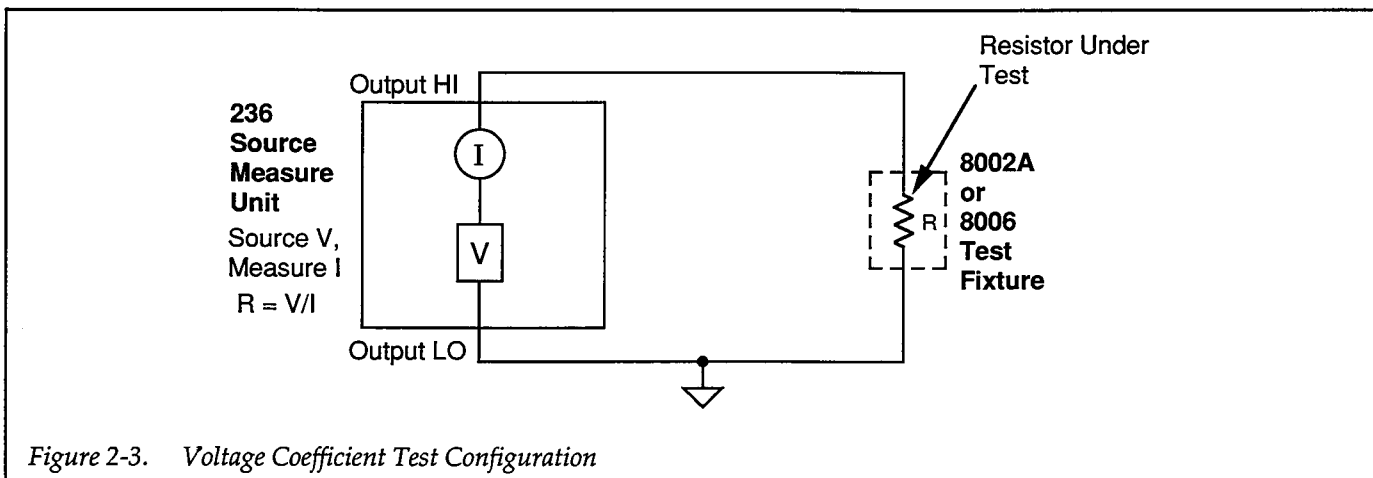 Resistor Under
Test
Output HI
236
Source
Measure
Unit
Source V,
Measure I
R = V/I
I
V
R
8002A
or
8006
Test
Fixture
Output LO
Figure 2-3. Voltage Coefficient Test Configuration